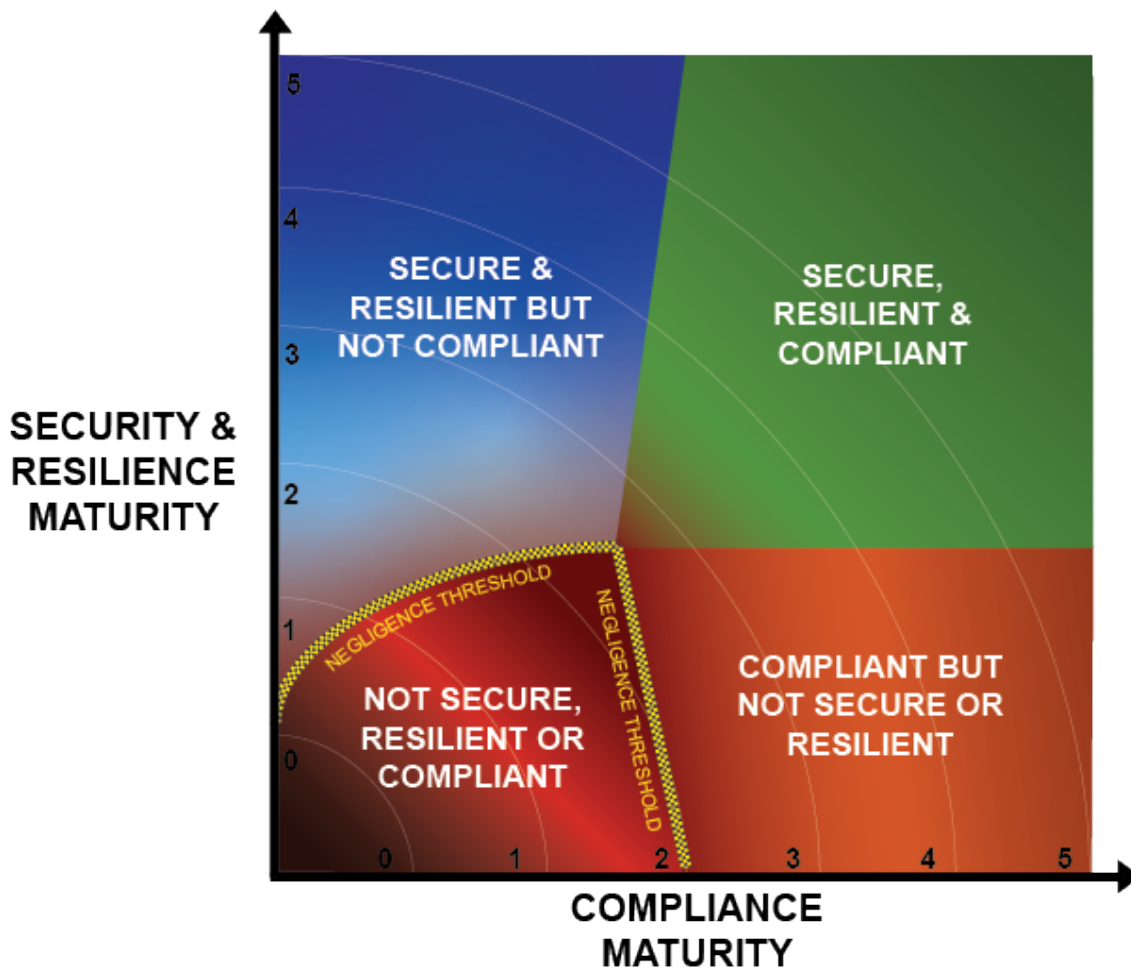 5
4
SECURE &
RESILIENT BUT
NOT COMPLIANT
SECURE,
RESILIENT &
COMPLIANT
3
SECURITY &
RESILIENCE
MATURITY
2
NEGLIGENCE THRESHOLD
1
NEGLIGENCE THRESHOLD
NOT SECURE,
RESILIENT OR
COMPLIANT
COMPLIANT BUT
NOT SECURE OR
RESILIENT
0
0 1 2 3 4 5
COMPLIANCE
MATURITY